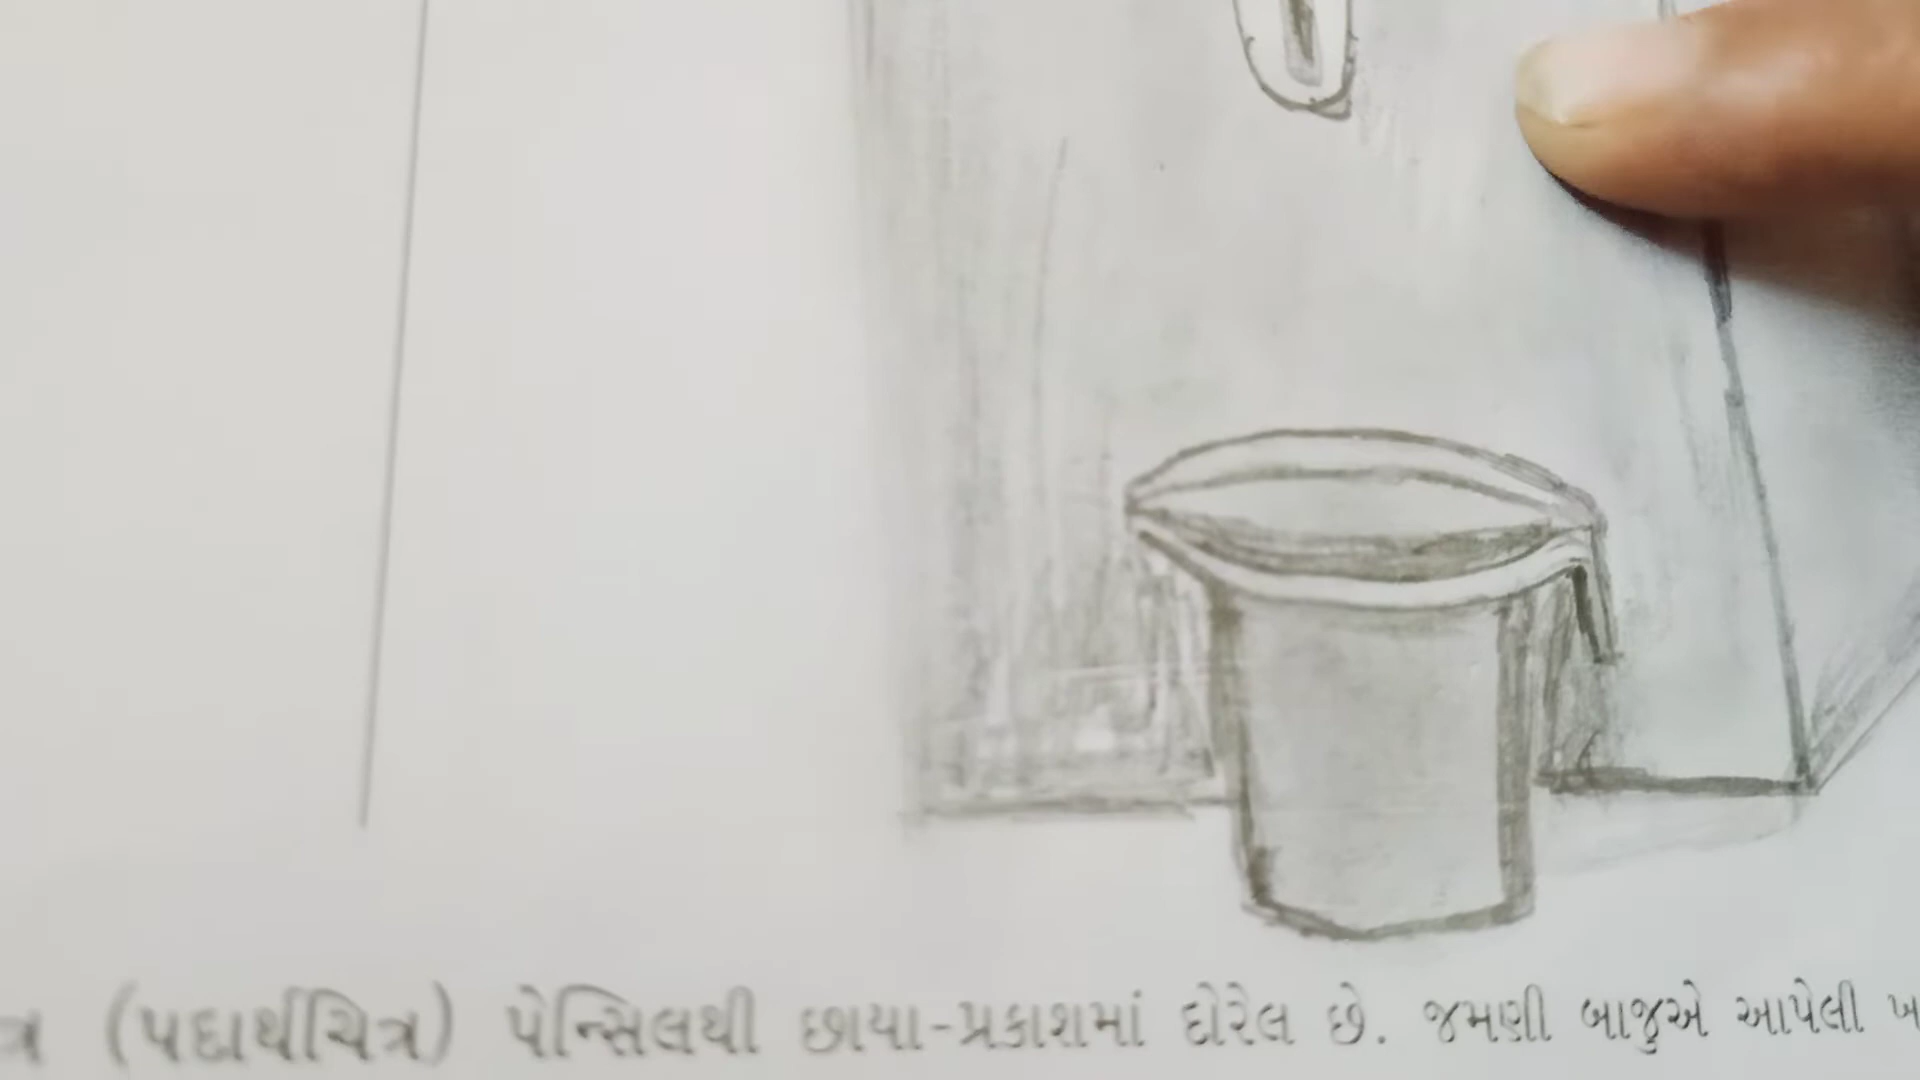 (પદાર્થચિત્ર) પેન્સિલથી છાયા-પ્રકાશમાં દોરેલ છે. જમણી બાજુએ આપેલી